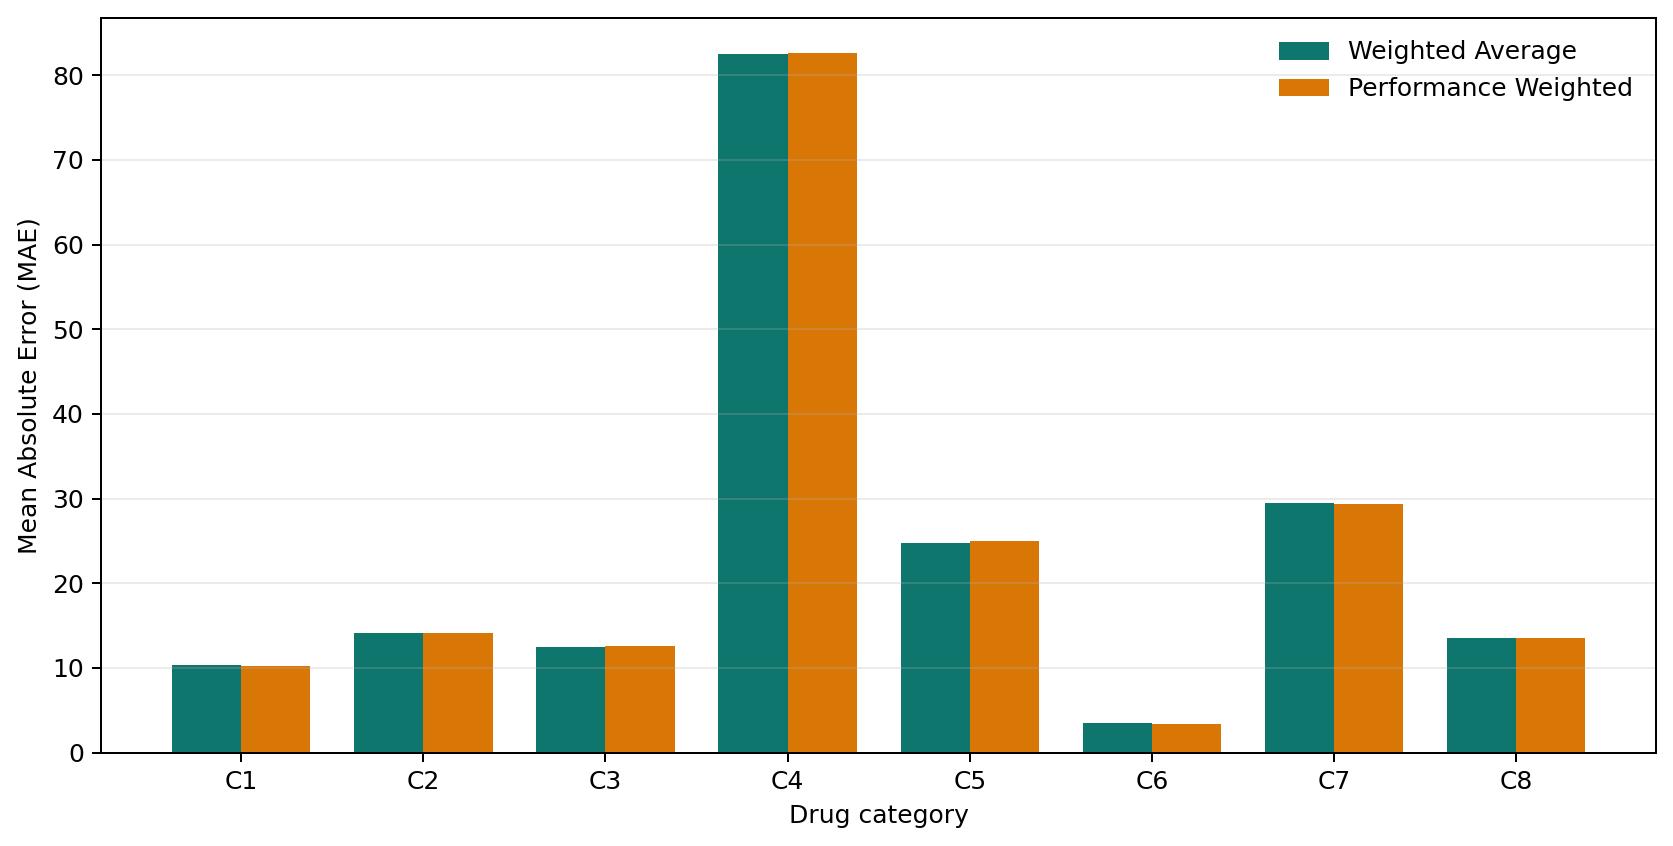 Weighted Average
Performance Weighted
Mean Absolute Error (MAE)
80
70
60
50
40
30
20
10
0
C1 C2 C3 C4 C5 C6 C7 C8
Drug category